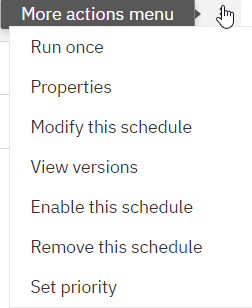 More actions menu
Run once
Properties
Modify this schedule
View versions
Enable this schedule
Remove this schedule
Set priority